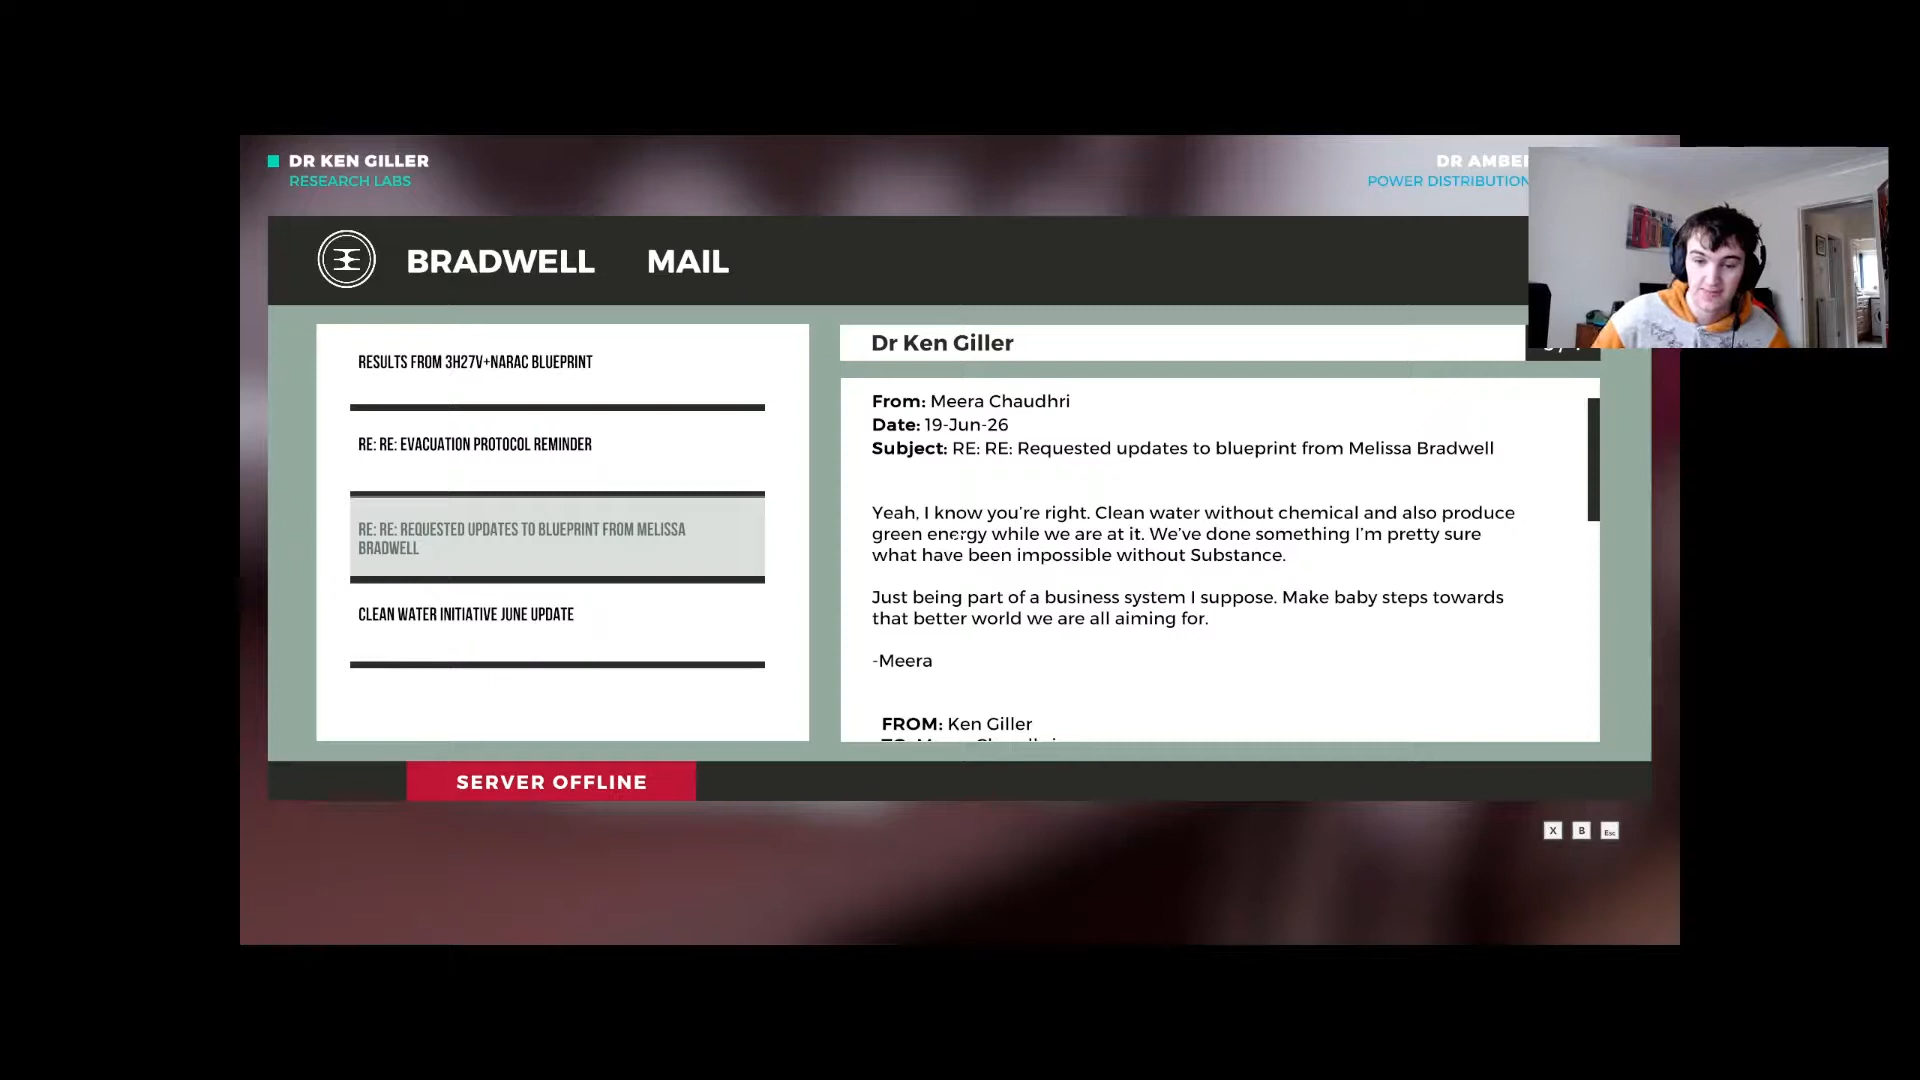 DR KEN GILLER
RESEARCH LABS
DR AMBE
POWER DISTRIBUTION
BRADWELL MAIL
RESULTS FROM 3H27V+NARAC BLUEPRINT
RE: RE: EVACUATION PROTOCOL REMINDER
RE: RE: REQUESTED UPDATES TO BLUEPRINT FROM MELISSA
BRADWELL
CLEAN WATER INITIATIVE JUNE UPDATE
Dr Ken Giller
From: Meera Chaudhri
Date: 19-Jun-26
Subject: RE: RE: Requested updates to blueprint from Melissa Bradwell
Yeah, I know you're right. Clean water without chemical and also produce
green energy while we are at it. We've done something I'm pretty sure
what have been impossible without Substance.
Just being part of a business system I suppose. Make baby steps towards
that better world we are all aiming for.
-Meera
FROM: Ken Giller
SERVER OFFLINE
X B Esc